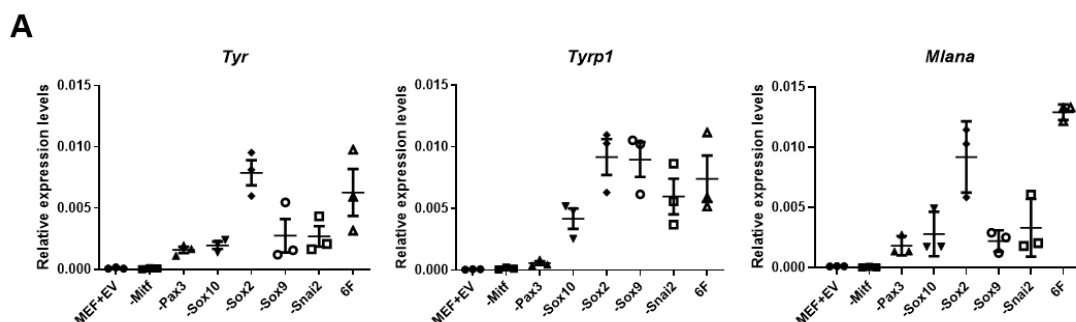 A
Tyr
Relative expression levels
0.015
0.010
0.005
0.000
MEF+EV
-Mitf
-Pax3
-Sox10
-Sox2
-Sox9
-Snai2
6F
Tyrp1
Relative expression levels
0.015
0.010
0.005
0.000
MEF+EV
-Mitf
-Pax3
-Sox10
-Sox2
-Sox9
-Snai2
6F
Mlana
Relative expression levels
0.015
0.010
0.005
0.000
MEF+EV
-Mitf
-Pax3
-Sox10
-Sox2
-Sox9
-Snai2
6F